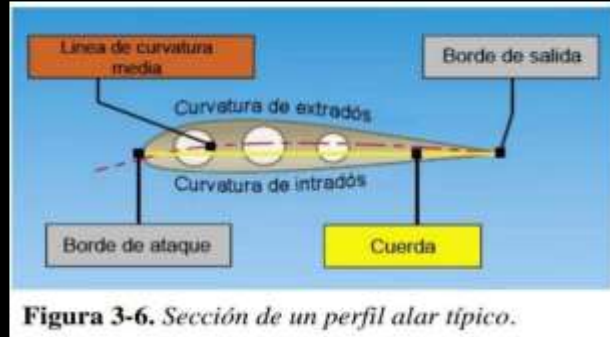 Linea de curvatura
media
Borde de salida
Curvatura de extradós
Curvatura de intradós
Borde de ataque
Cuerda
Figura 3-6. Sección de un perfil alar típico.